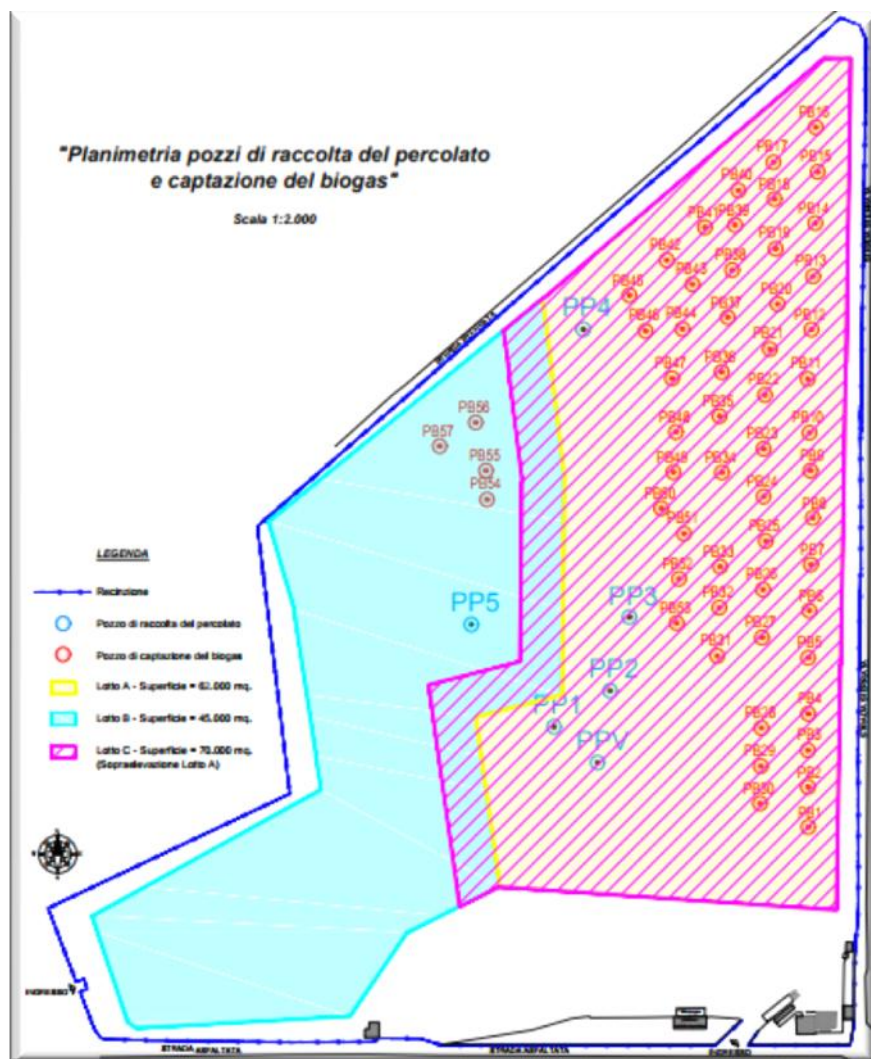 "Planimetria pozzi di raccolta del percolato
e captazione del biogas"
Scala 1:2.000
PB16
PB17
PB15
PB40
PB18
PB41
PB39
PB14
PB19
PB42
PB38
PB13
PB43
PB45
PB20
PP4
PB37
PB12
PB46
PB44
PB21
PB36
PB11
PB47
PB22
PB56
PB35
PB57
PB48
PB23
PB10
PB55
PB49
PB34
PB9
PB54
PB24
PB50
PB8
PB51
PB25
LEGENDA
PB33
PB7
PB52
PB26
Recinzione
PP5
PP3
PB32
PB6
Pozzo di raccolta del percolato
PB53
PB27
Pozzo di captazione del biogas
PB31
PB5
Lotto A - Superficie = 62.000 mq.
PP2
Lotto B - Superficie = 45.000 mq.
PP1
PB28
PB4
Lotto C - Superficie = 70.000 mq.
(Sopraelevazione Lotto A)
PPV
PB29
PB3
PB30
PB2
PB1
INGRESSO
STRADA ASFALTATA
STRADA ASFALTATA
INGRESSO